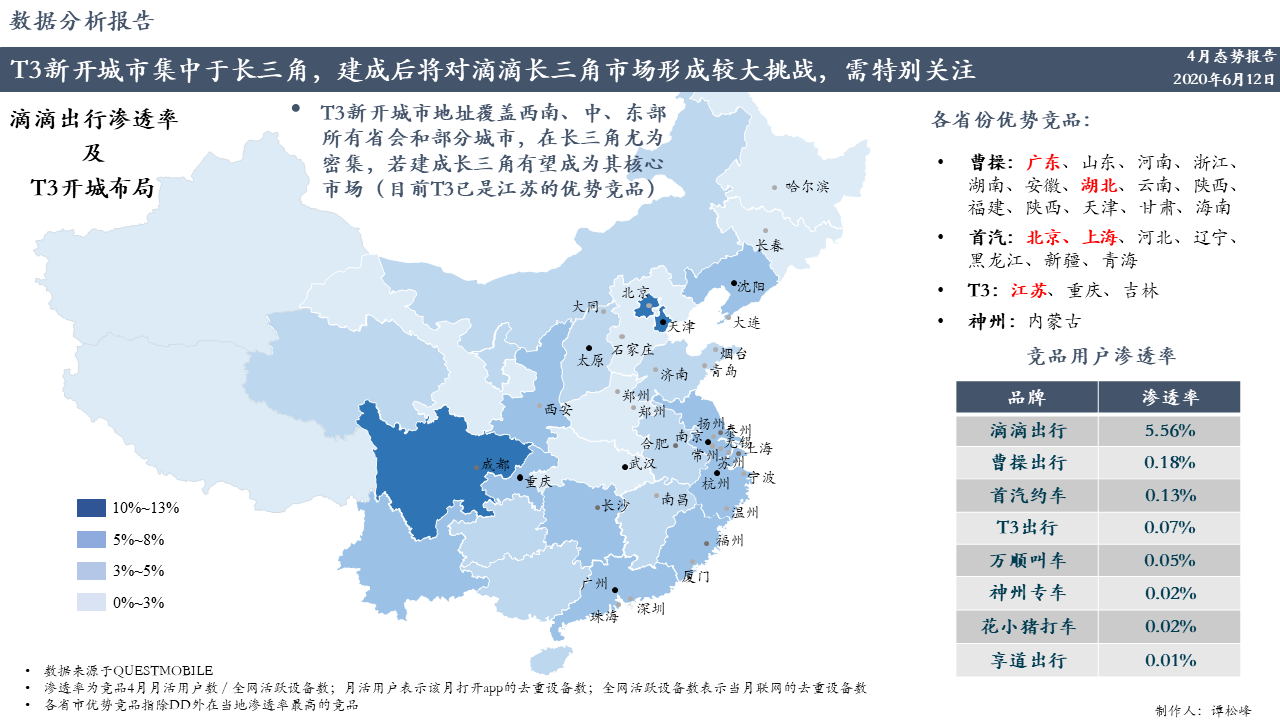 数据分析报告
T3新开城市集中于长三角，建成后将对滴滴长三角市场形成较大挑战，需特别关注
4月态势报告
2020年6月12日
滴滴出行渗透率
及
T3开城布局
• T3新开城市地址覆盖西南、中、东部
所有省会和部分城市，在长三角尤为
密集，若建成长三角有望成为其核心
市场（目前T3已是江苏的优势竞品）
哈尔滨
长春
沈阳
北京
大同
天津
大连
石家庄
太原
烟台
青岛
济南
郑州
西安
郑州
扬州
泰州
南京
合肥
无锡
上海
常州
苏州
成都
武汉
重庆
杭州
宁波
长沙
南昌
温州
福州
广州
厦门
珠海
深圳
10%~13%
5%~8%
3%~5%
0%~3%
各省份优势竞品：
• 曹操：广东、山东、河南、浙江、
湖南、安徽、湖北、云南、陕西、
福建、陕西、天津、甘肃、海南
• 首汽：北京、上海、河北、辽宁、
黑龙江、新疆、青海
• T3：江苏、重庆、吉林
• 神州：内蒙古
竞品用户渗透率
品牌 渗透率
滴滴出行 5.56%
曹操出行 0.18%
首汽约车 0.13%
T3出行 0.07%
万顺叫车 0.05%
神州专车 0.02%
花小猪打车 0.02%
享道出行 0.01%
• 数据来源于QUESTMOBILE
• 渗透率为竞品4月月活用户数 / 全网活跃设备数；月活用户表示该月打开app的去重设备数；全网活跃设备数表示当月联网的去重设备数
• 各省市优势竞品指除DD外在当地渗透率最高的竞品
制作人：谭松峰